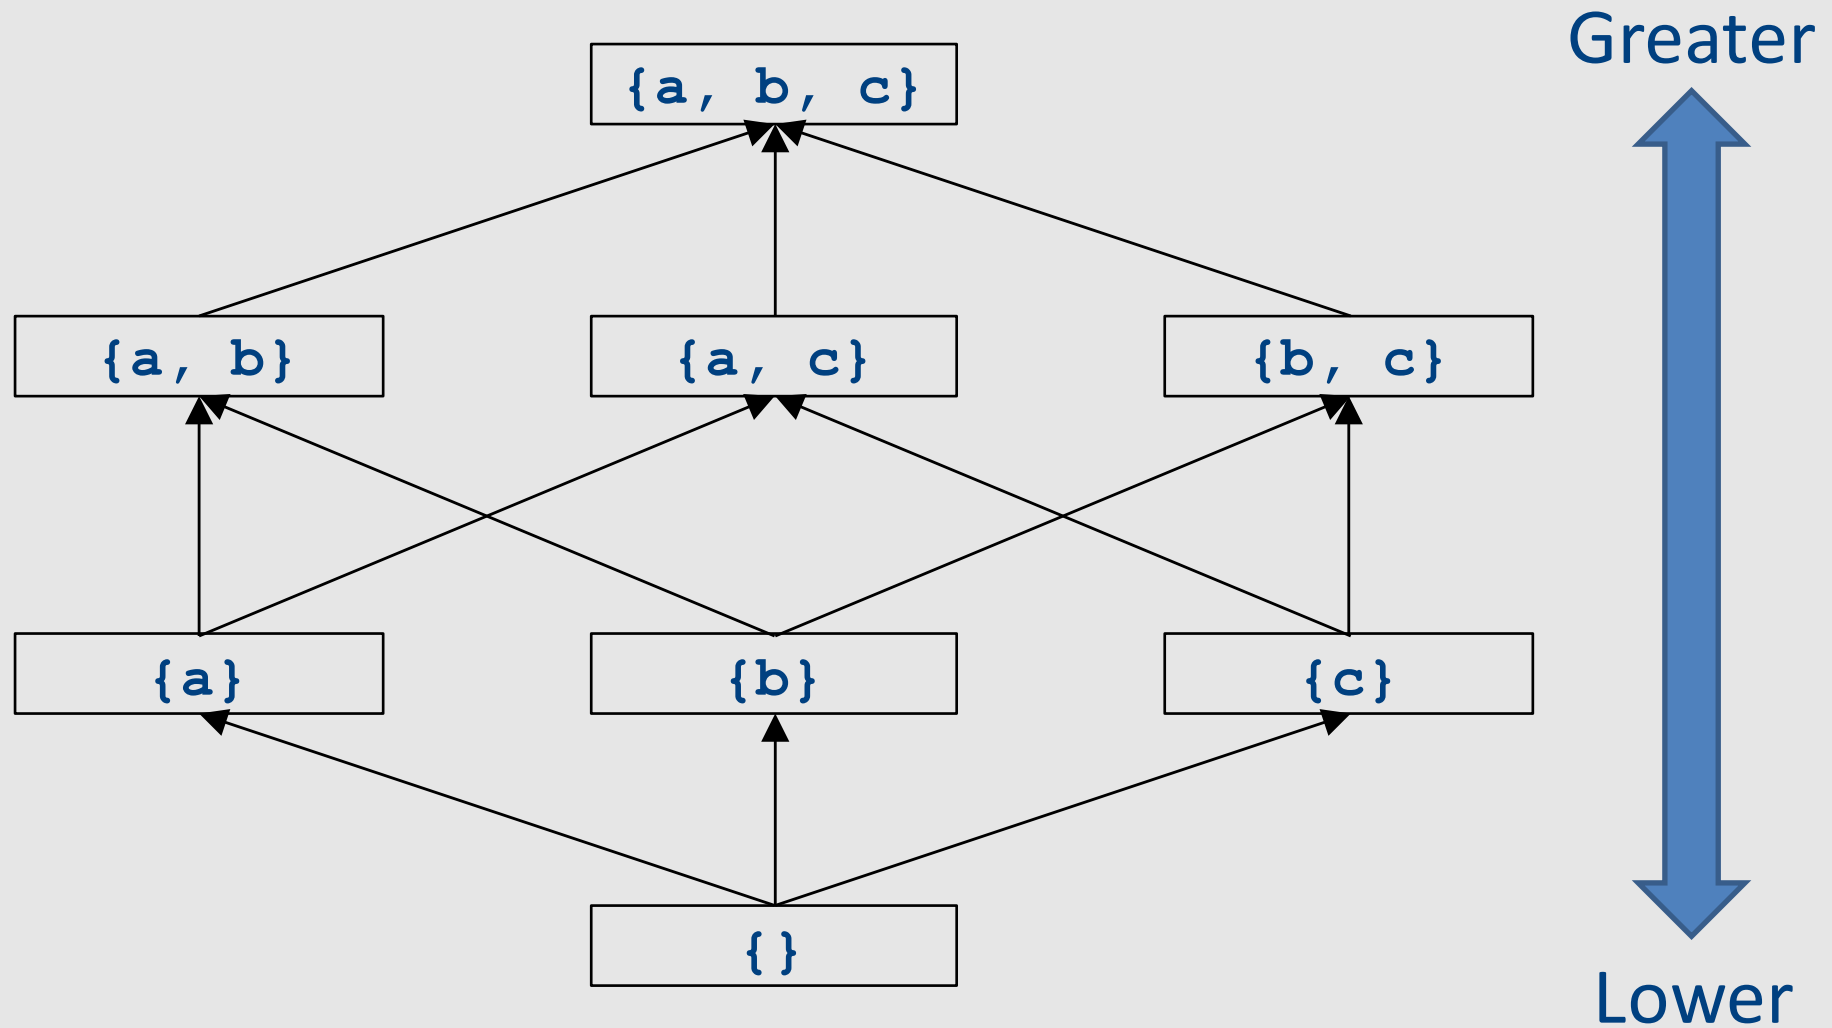 Greater
{a, b, c}
{a, b}
{a, c}
{b, c}
{a}
{b}
{c}
{}
Lower